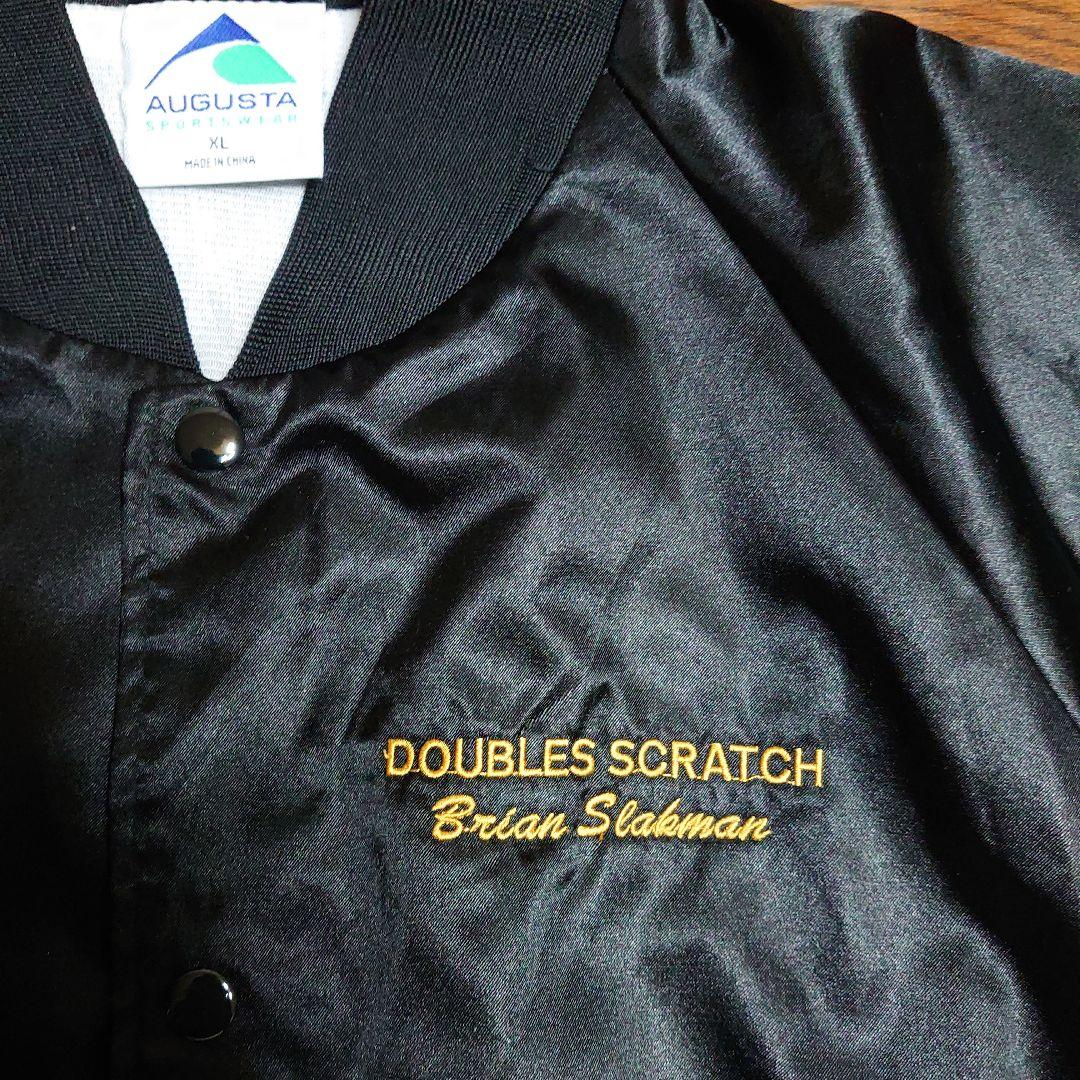 AUGUSTA
SPORTSWEAR
XL
MADE IN CHINA
DOUBLES SCRATCH
Brian Slakman